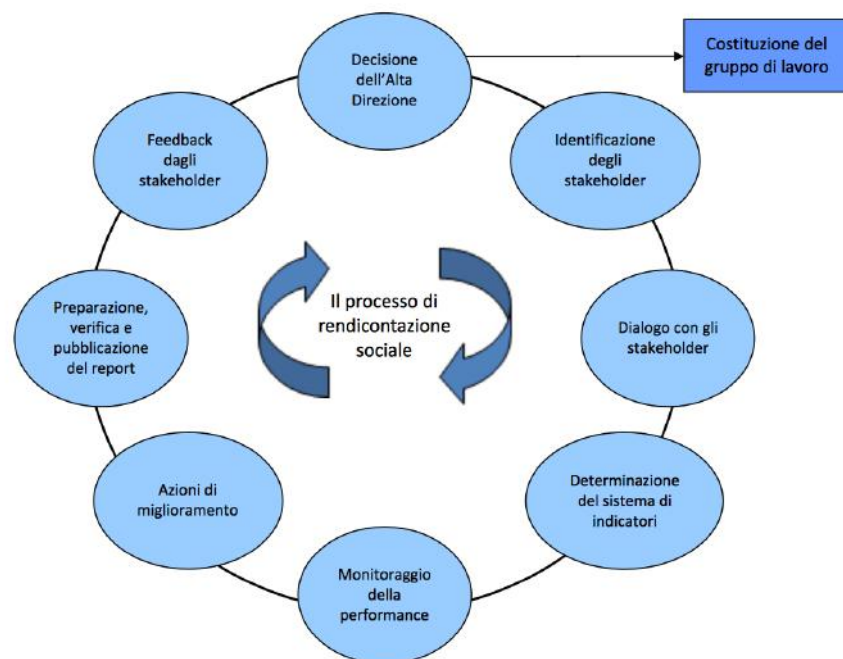 Decisione
dell'Alta
Direzione
Costituzione del
gruppo di lavoro
Identificazione
degli
stakeholder
Dialogo con gli
stakeholder
Determinazione
del sistema di
indicatori
Monitoraggio
della
performance
Azioni di
miglioramento
Preparazione,
verifica e
pubblicazione
del report
Feedback
dagli
stakeholder
Il processo di
rendicontazione
sociale